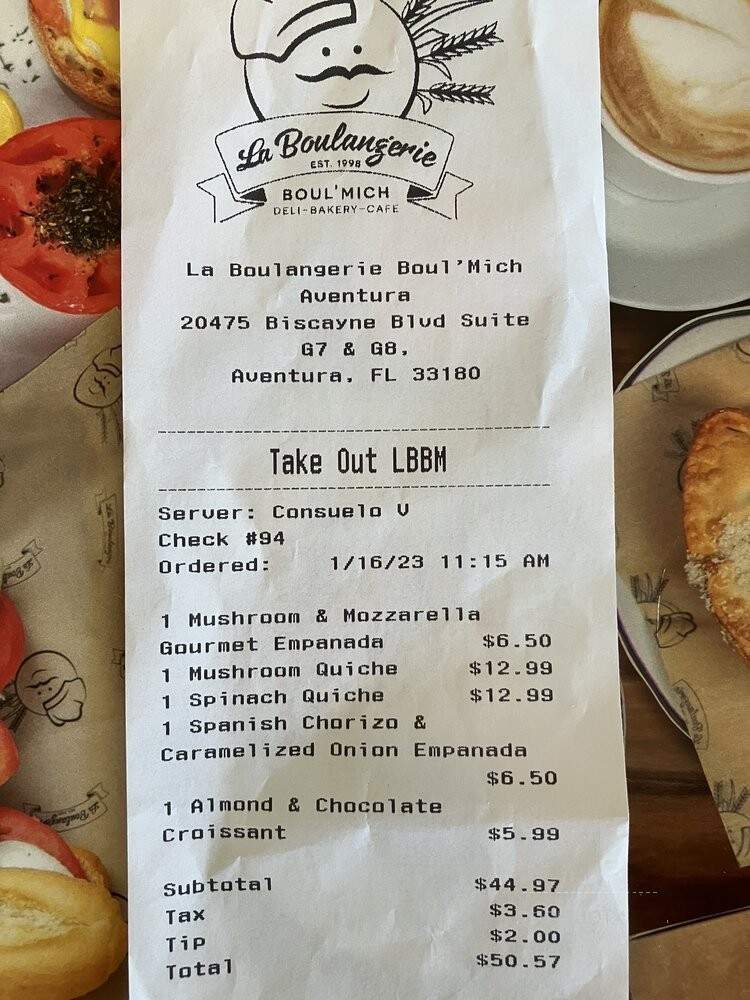 La Boulangerie
EST. 1998
BOUL'MICH
DELI-BAKERY-CAFE
La Boulangerie Boul'Mich
Aventura
20475 Biscayne Blvd Suite
G7 & G8,
Aventura, FL 33180
Take Out LBBM
Server: Consuelo V
Check #94
Ordered: 1/16/23 11:15 AM
1 Mushroom & Mozzarella
Gourmet Empanada $6.50
1 Mushroom Quiche $12.99
1 Spinach Quiche $12.99
1 Spanish Chorizo &
Caramelized Onion Empanada
$6.50
1 Almond & Chocolate
Croissant $5.99
Subtotal $44.97
Tax $3.60
Tip $2.00
Total $50.57